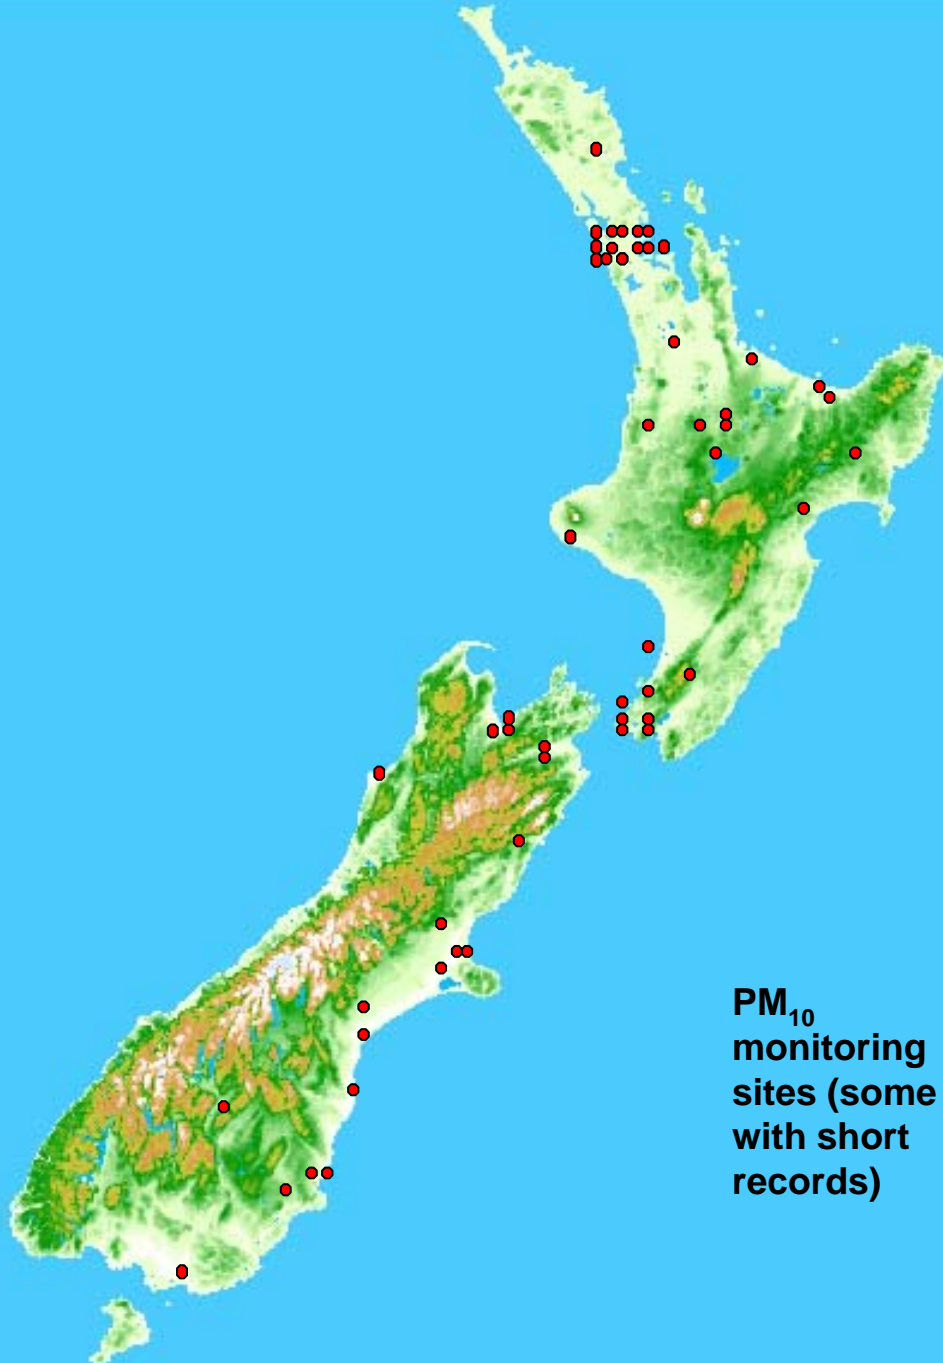 PM₁₀
monitoring
sites (some
with short
records)